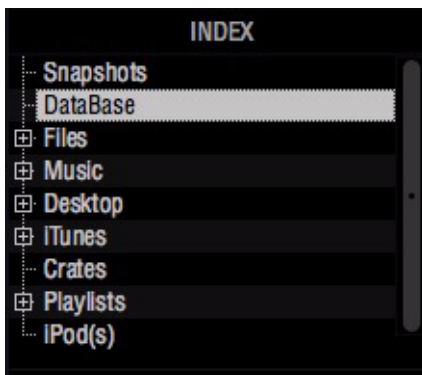 INDEX
Snapshots
DataBase
Files
Music
Desktop
iTunes
Crates
Playlists
iPod(s)